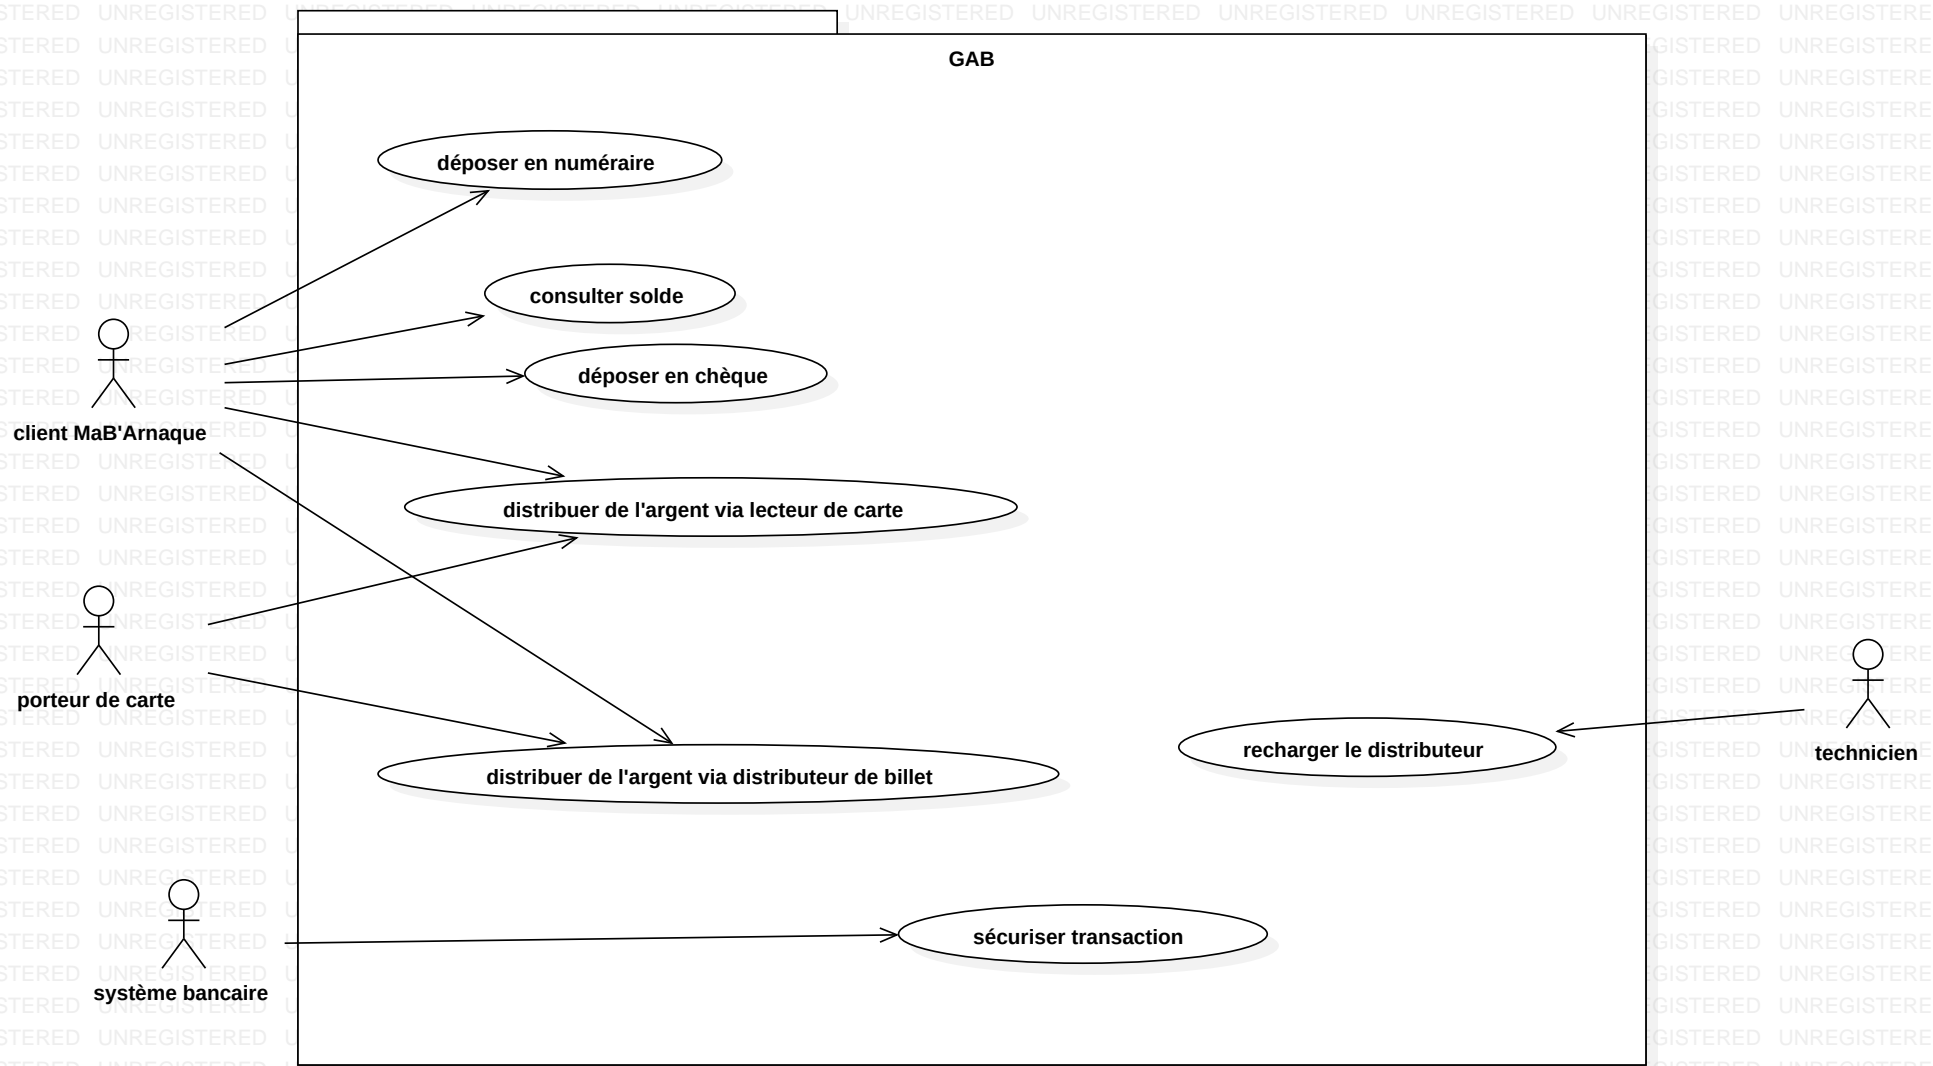 GAB
déposer en numéraire
consulter solde
déposer en chèque
client MaB'Arnaque
distribuer de l'argent via lecteur de carte
porteur de carte
recharger le distributeur
technicien
distribuer de l'argent via distributeur de billet
sécuriser transaction
système bancaire
UNREGISTERED